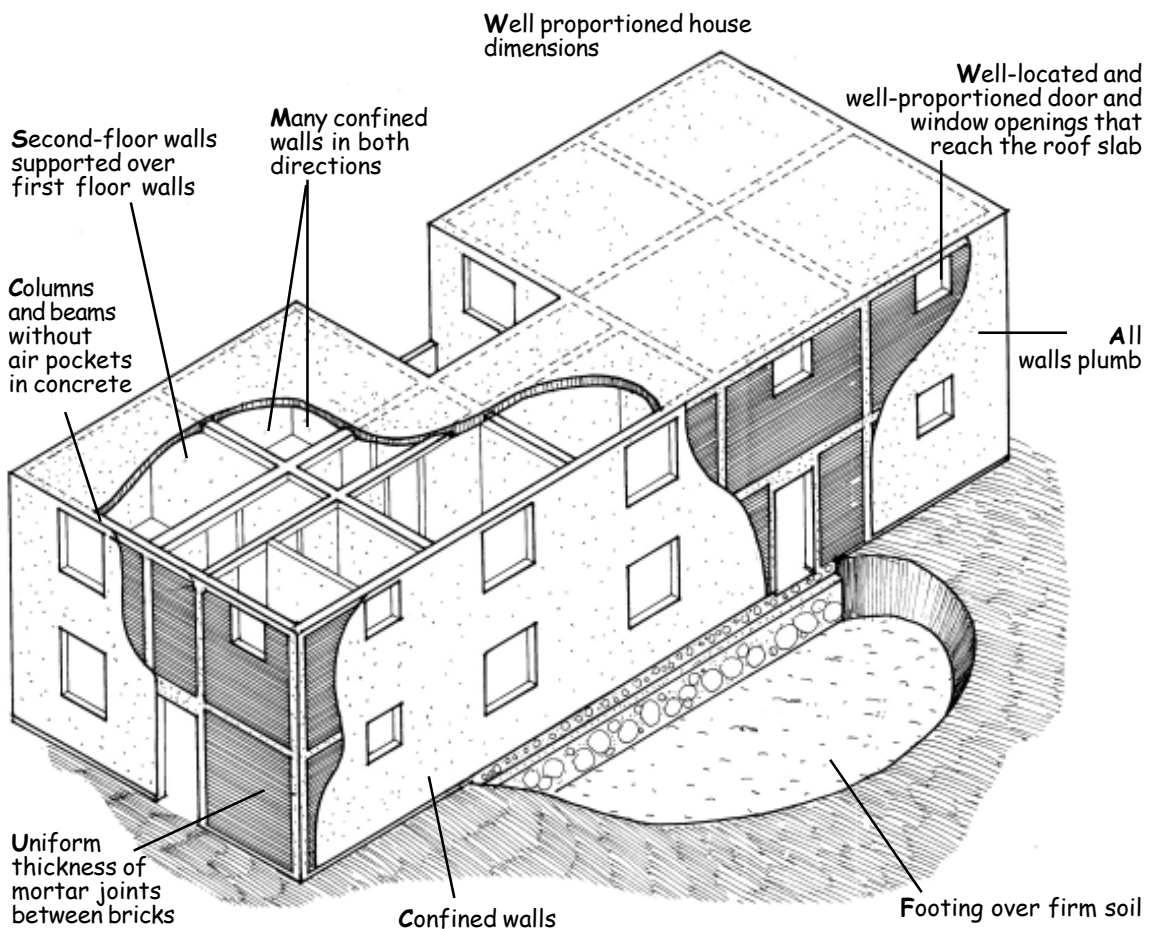 Well proportioned house
dimensions
Well-located and
well-proportioned door and
window openings that
reach the roof slab
Many confined
walls in both
directions
Second-floor walls
supported over
first floor walls
Columns
and beams
without
air pockets
in concrete
All
walls plumb
Uniform
thickness of
mortar joints
between bricks
Confined walls
Footing over firm soil